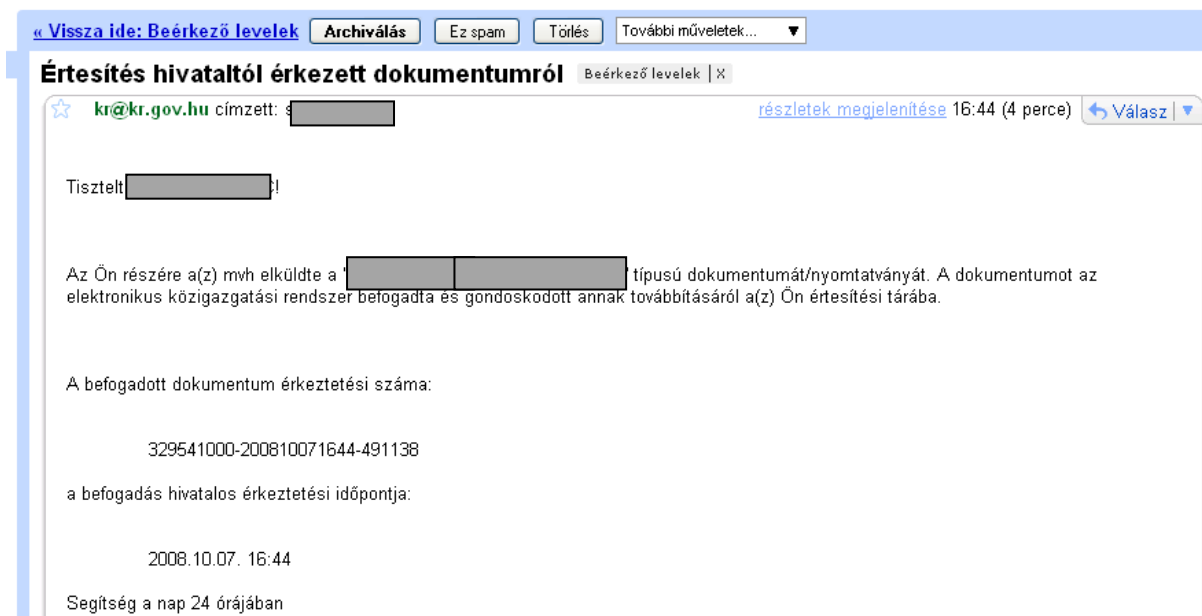 « Vissza ide: Beérkező levelek Archiválás Ez spam Törlés További műveletek...
Értesítés hivataltól érkezett dokumentumról Beérkező levelek | X
kr@kr.gov.hu címzett: részletek megjelenítése 16:44 (4 perce) Válasz
Tisztelt !
Az Ön részére a(z) mvh elküldte a ' ' típusú dokumentumát/nyomtatványát. A dokumentumot az
elektronikus közigazgatási rendszer befogadta és gondoskodott annak továbbításáról a(z) Ön értesítési tárába.
A befogadott dokumentum érkeztetési száma:
329541000-200810071644-491138
a befogadás hivatalos érkeztetési időpontja:
2008.10.07. 16:44
Segítség a nap 24 órájában